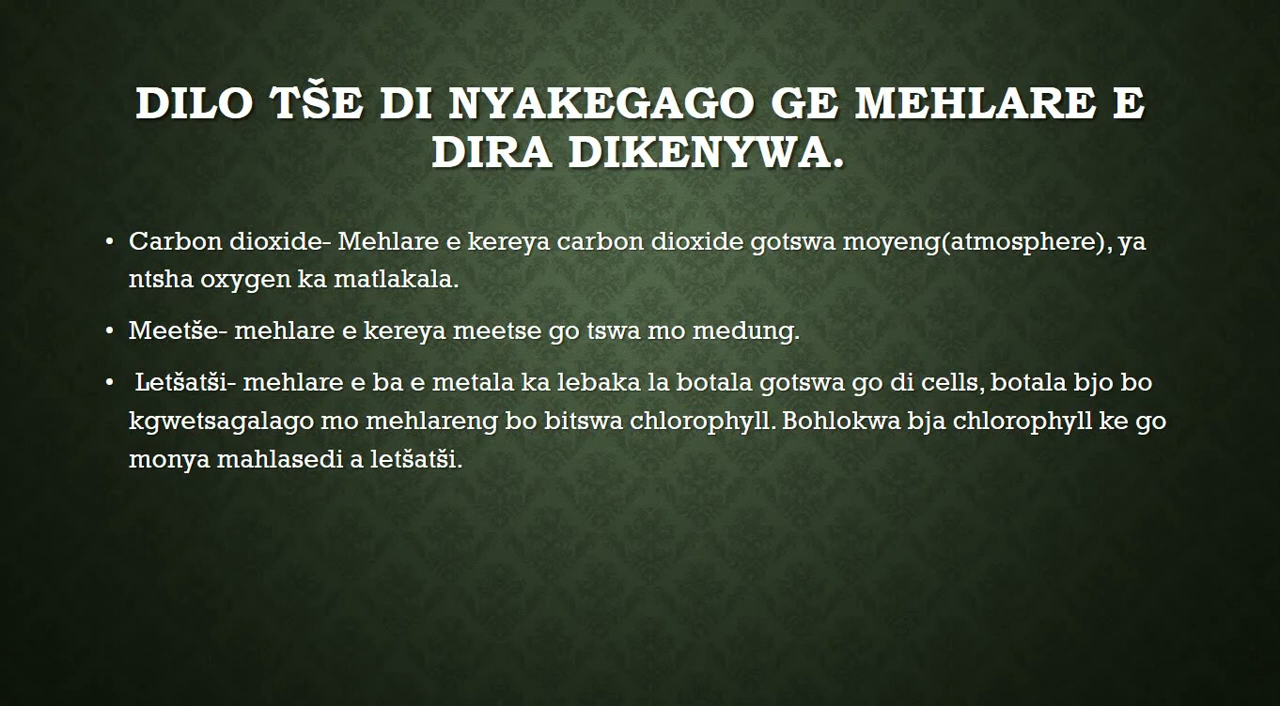 DILO TŠE DI NYAKEGAGO GE MEHLARE E
DIRA DIKENYWA.
• Carbon dioxide- Mehlare e kereya carbon dioxide gotswa moyeng(atmosphere), ya
ntsha oxygen ka matlakala.
• Meetše- mehlare e kereya meetse go tswa mo medung.
• Letšatši- mehlare e ba e metala ka lebaka la botala gotswa go di cells, botala bjo bo
kgwetsagalago mo mehlareng bo bitswa chlorophyll. Bohlokwa bja chlorophyll ke go
monya mahlasedi a letšatši.